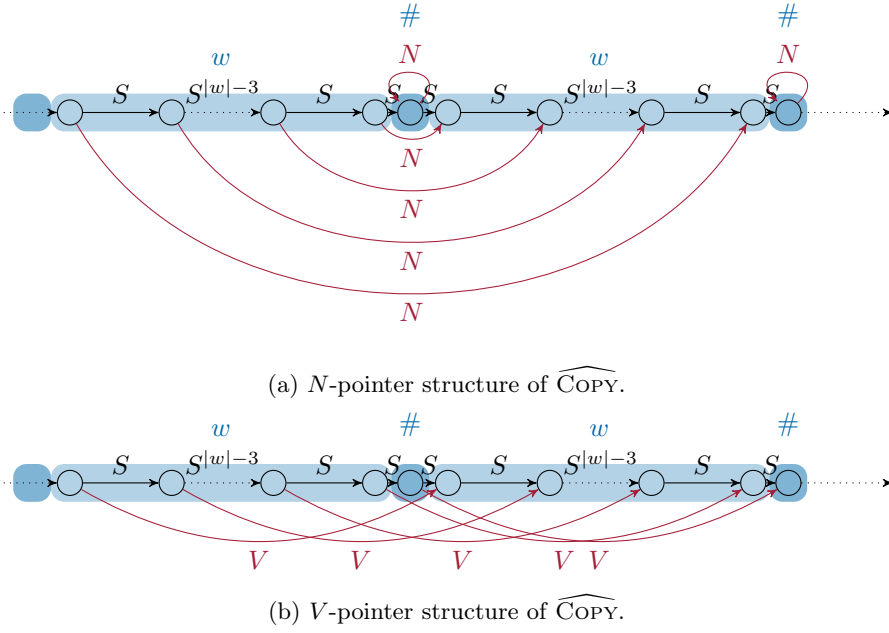 # #
w N w N
S S^{|w|-3} S S S S S^{|w|-3} S S
N
N
N
N
(a) N-pointer structure of \widehat{COPY}.
w # w #
S S^{|w|-3} S S S S S^{|w|-3} S S
V V V V V
(b) V-pointer structure of \widehat{COPY}.